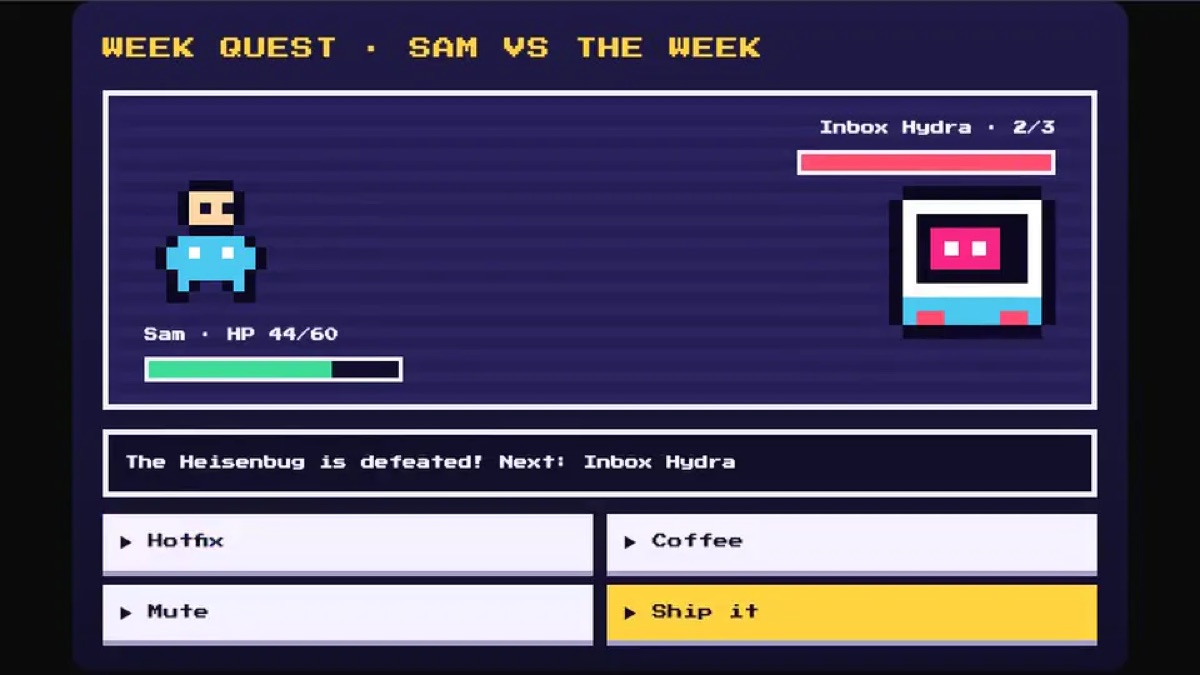 WEEK QUEST · SAM VS THE WEEK
Inbox Hydra · 2/3
Sam · HP 44/60
The Heisenbug is defeated! Next: Inbox Hydra
▶ Hotfix
▶ Coffee
▶ Mute
▶ Ship it